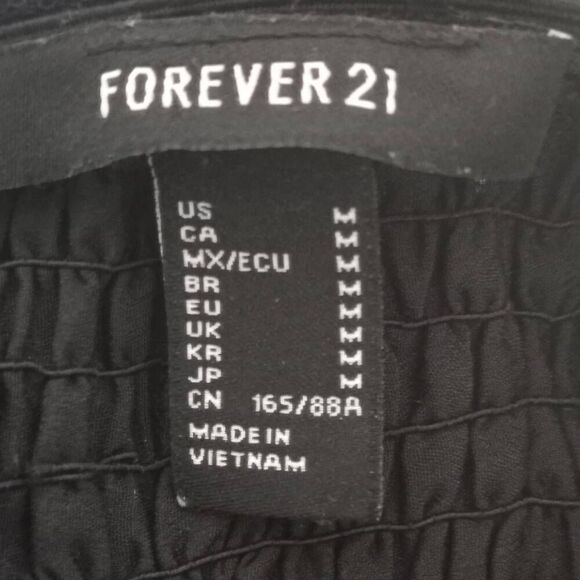 FOREVER 21
US M
CA M
MX/ECU M
BR M
EU M
UK M
KR M
JP M
CN 165/88A
MADE IN
VIETNAM